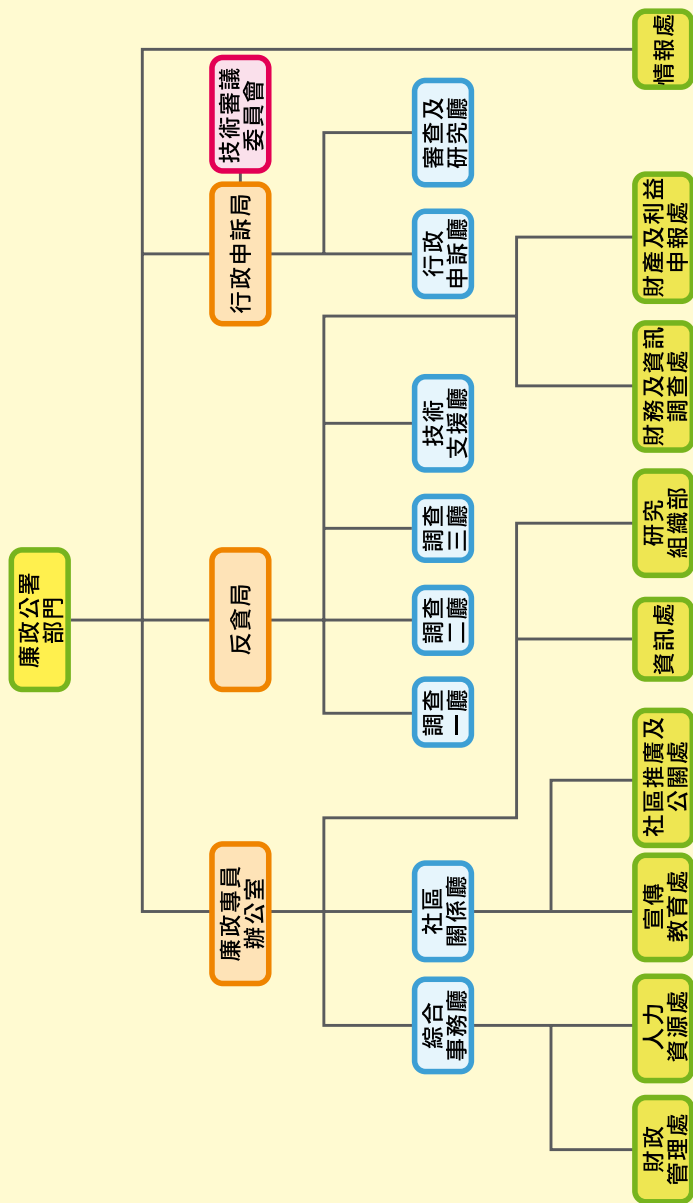 廉政公署
部門
廉政專員
辦公室
反貪局
行政申訴局
技術審議
委員會
綜合
事務廳
社區
關係廳
調查
一廳
調查
二廳
調查
三廳
技術
支援廳
行政
申訴廳
審查及
研究廳
財政
管理處
人力
資源處
宣傳
教育處
社區推廣及
公關處
資訊處
研究
組織部
財務及資訊
調查處
財產及利益
申報處
情報處